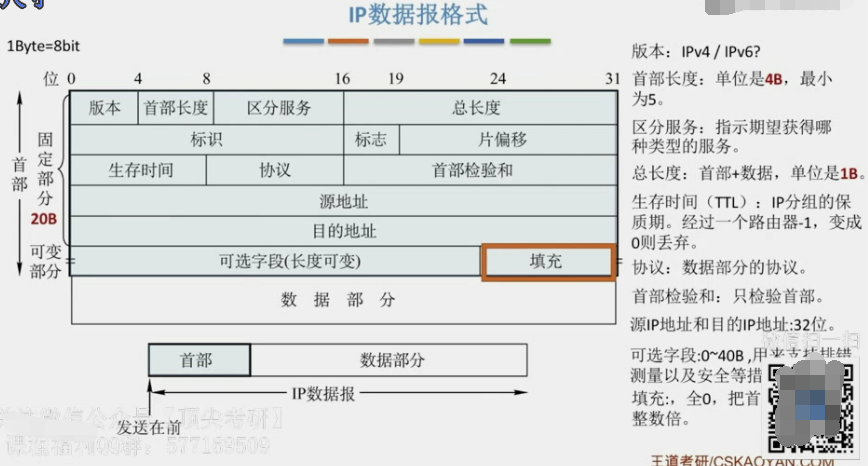 IP数据报格式
1Byte=8bit
位 0 4 8 16 19 24 31
版本 首部长度 区分服务 总长度
标识 标志 片偏移
生存时间 协议 首部检验和
源地址
目的地址
可选字段(长度可变) 填充
数 据 部 分
首部
固定部分
20B
可变部分
首部 数据部分
IP数据报
发送在前
版本：IPv4 / IPv6?
首部长度：单位是4B，最小
为5。
区分服务：指示期望获得哪
种类型的服务。
总长度：首部+数据，单位是1B。
生存时间（TTL）：IP分组的保
质期。经过一个路由器-1，变成
0则丢弃。
协议：数据部分的协议。
首部检验和：只检验首部。
源IP地址和目的IP地址:32位。
可选字段:0~40B ,用来支持排错
测量以及安全等措
填充:，全0，把首
整数倍。
微信扫一扫
微信公众号【顶尖考研】
577169509
王道考研/CSKAOYAN.COM